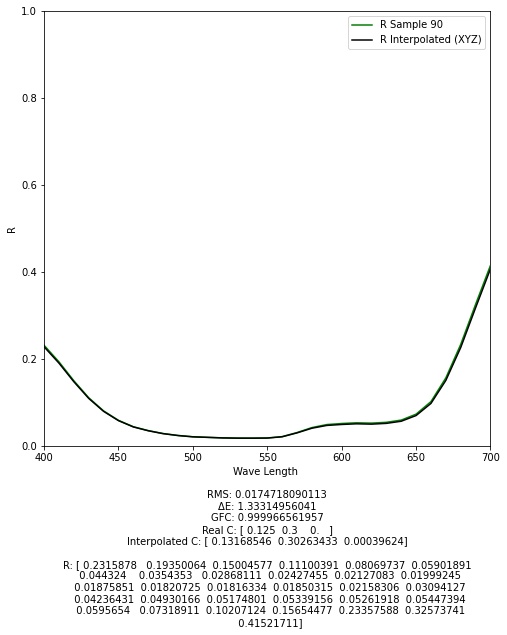 1.0
0.8
0.6
0.4
0.2
0.0
R
R Sample 90
R Interpolated (XYZ)
400 450 500 550 600 650 700
Wave Length
RMS: 0.0174718090113
ΔE: 1.33314956041
GFC: 0.999966561957
Real C: [ 0.125 0.3 0. ]
Interpolated C: [ 0.13168546 0.30263433 0.00039624]
R: [ 0.2315878 0.19350064 0.15004577 0.11100391 0.08069737 0.05901891
0.044324 0.0354353 0.02868111 0.02427455 0.02127083 0.01999245
0.01875851 0.01820725 0.01816334 0.01850315 0.02158306 0.03094127
0.04236431 0.04930166 0.05174801 0.05339156 0.05261918 0.05447394
0.0595654 0.07318911 0.10207124 0.15654477 0.23357588 0.32573741
0.41521711]